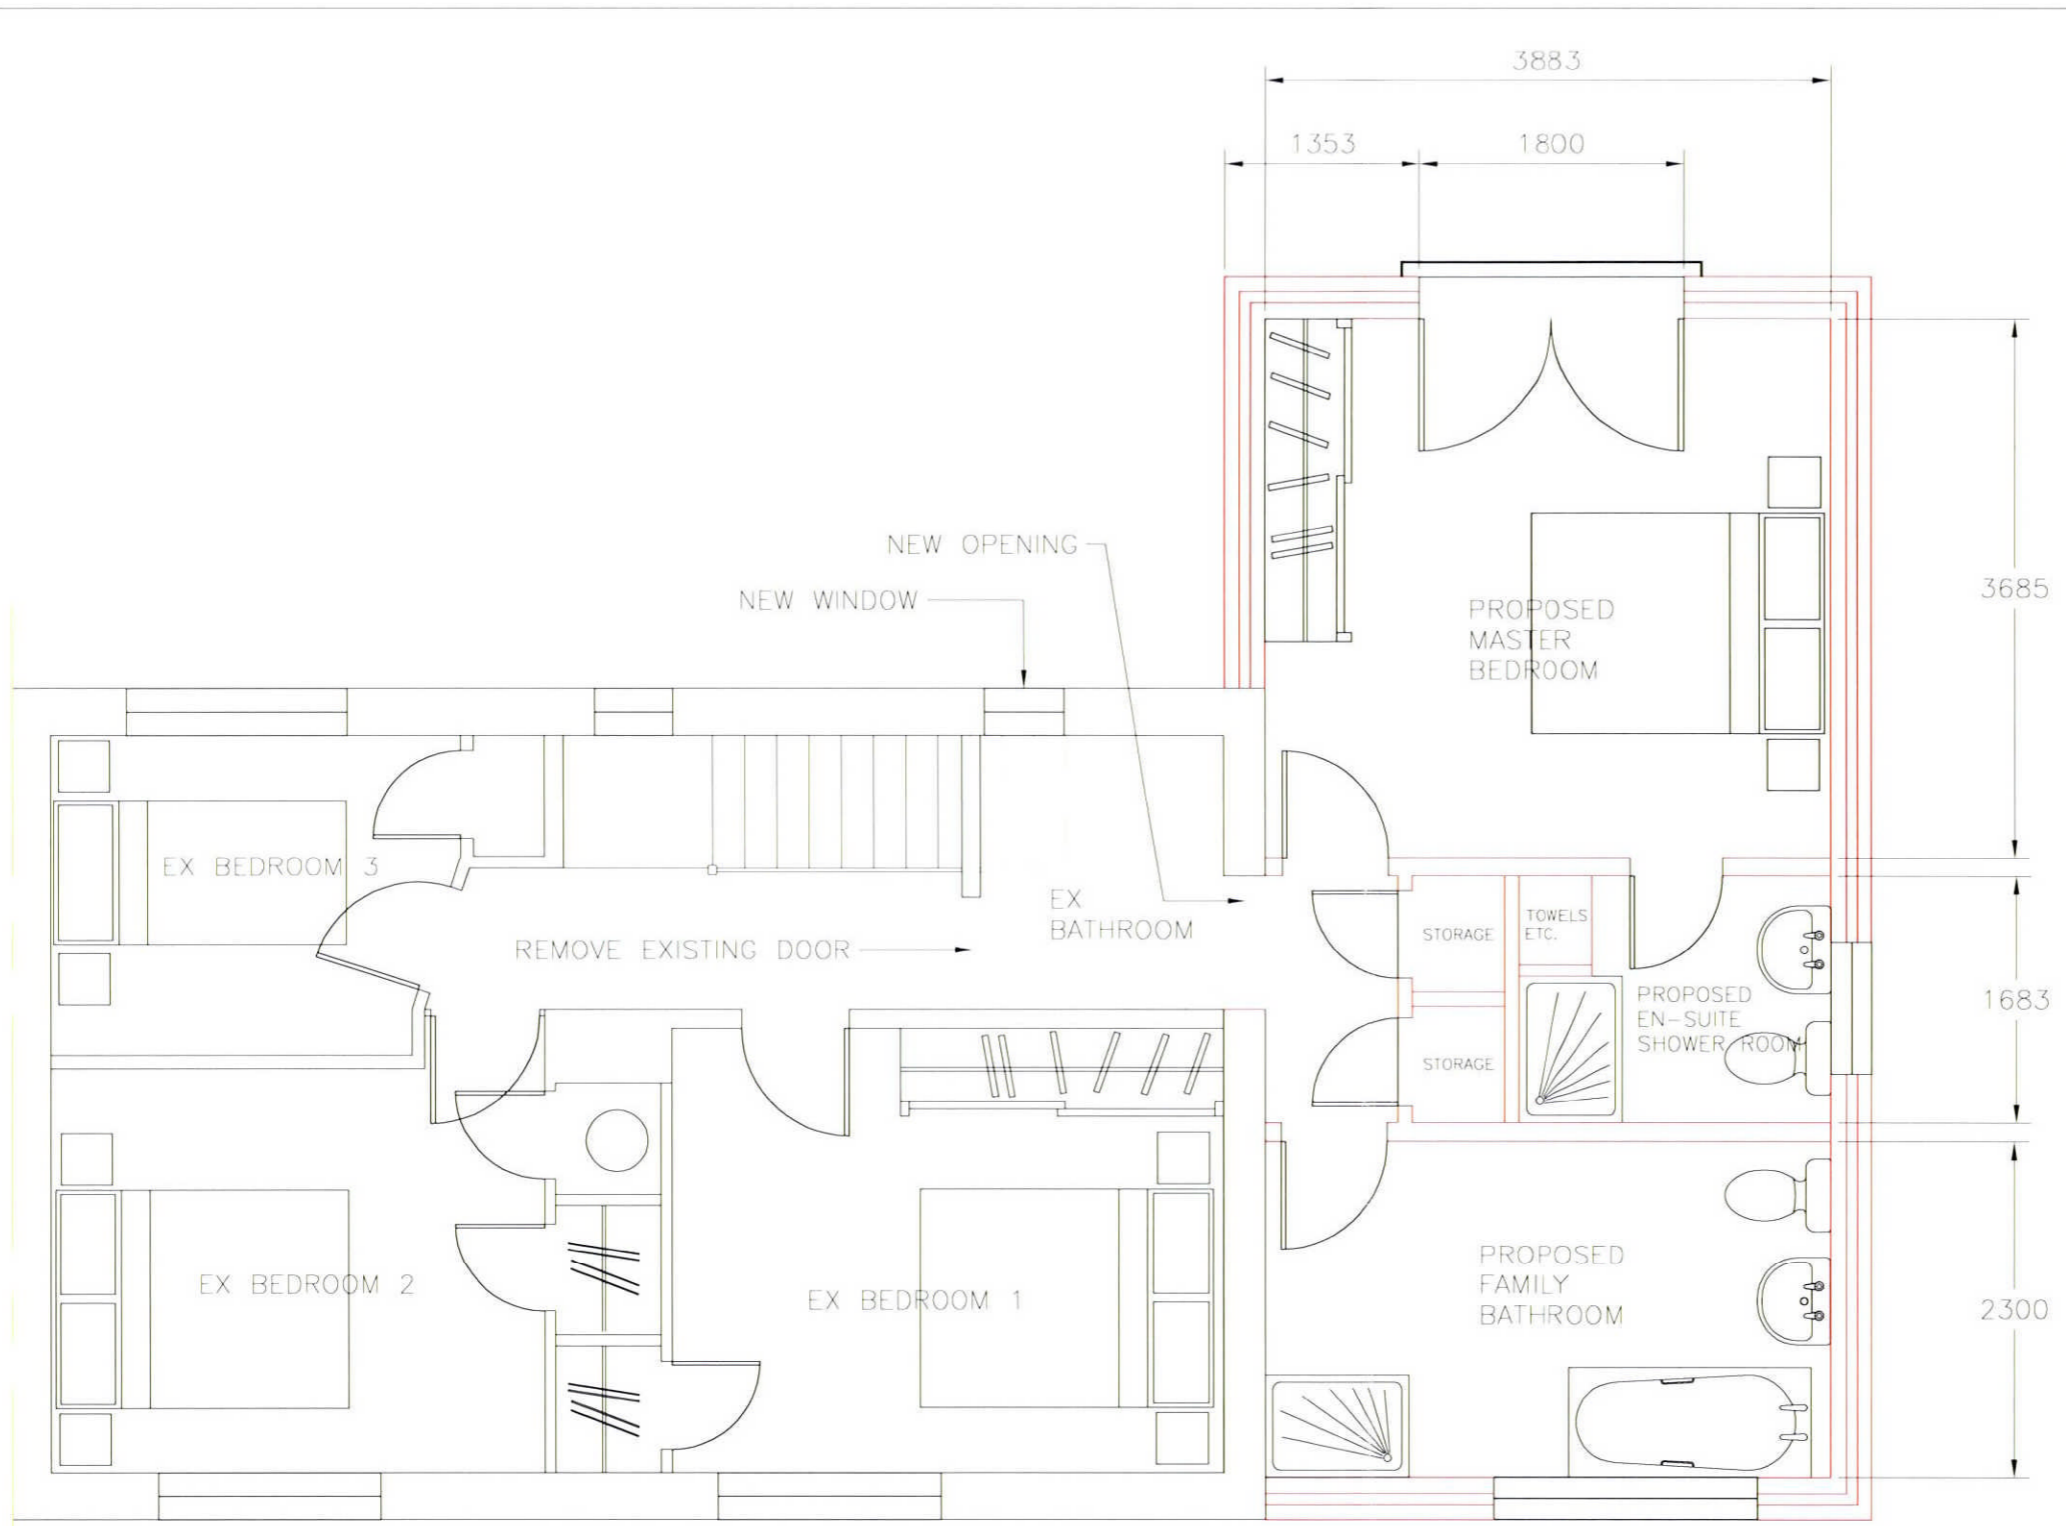 3883
1353
1800
NEW OPENING
NEW WINDOW
3685
PROPOSED
MASTER
BEDROOM
EX BEDROOM 3
EX
BATHROOM
REMOVE EXISTING DOOR
STORAGE
TOWELS
ETC.
PROPOSED
EN-SUITE
SHOWER ROOM
1683
STORAGE
EX BEDROOM 2
EX BEDROOM 1
PROPOSED
FAMILY
BATHROOM
2300